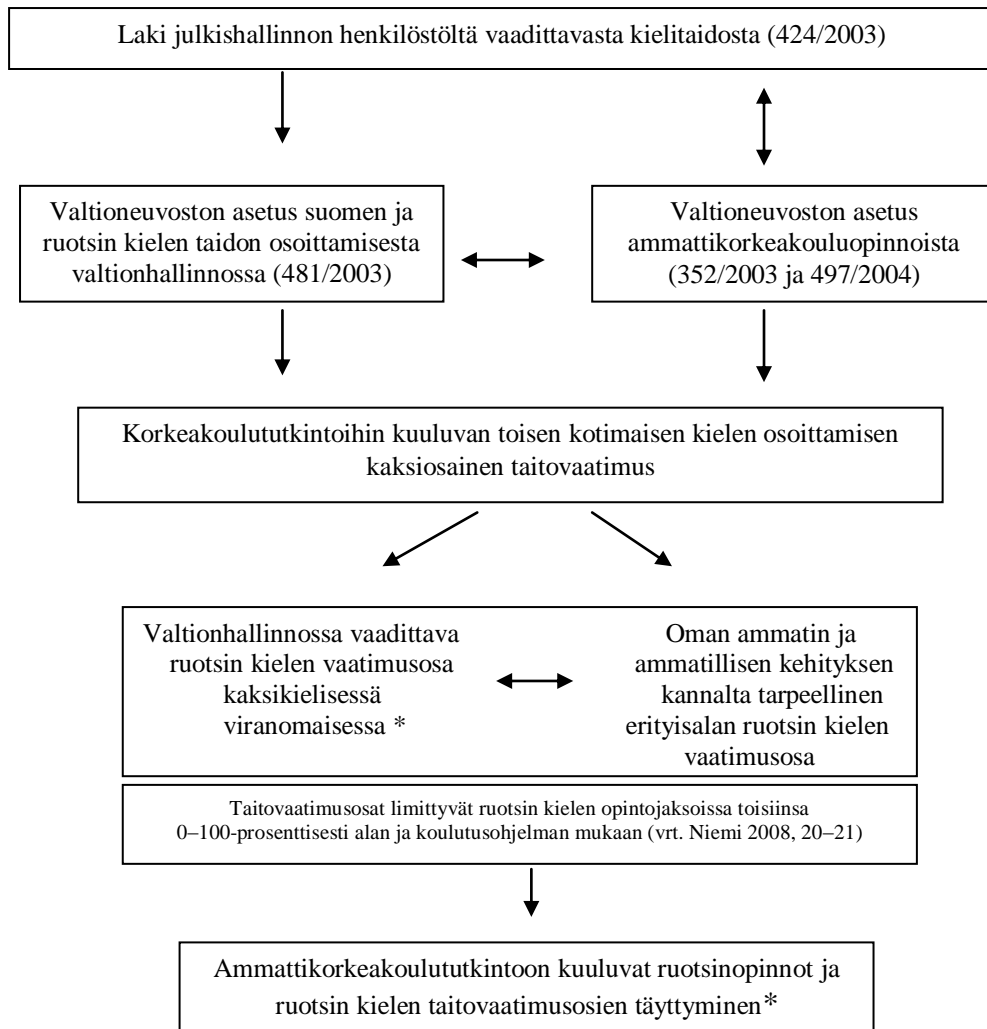 Laki julkishallinnon henkilöstöltä vaadittavasta kielitaidosta (424/2003)
Valtioneuvoston asetus suomen ja
ruotsin kielen taidon osoittamisesta
valtionhallinnossa (481/2003)
Valtioneuvoston asetus
ammattikorkeakouluopinnoista
(352/2003 ja 497/2004)
Korkeakoulututkintoihin kuuluvan toisen kotimaisen kielen osoittamisen
kaksiosainen taitovaatimus
Valtionhallinnossa vaadittava
ruotsin kielen vaatimusosa
kaksikielisessä
viranomaisessa *
Oman ammatin ja
ammatillisen kehityksen
kannalta tarpeellinen
erityisalan ruotsin kielen
vaatimusosa
Taitovaatimusosat limittyvät ruotsin kielen opintojaksoissa toisiinsa
0–100-prosenttisesti alan ja koulutusohjelman mukaan (vrt. Niemi 2008, 20–21)
Ammattikorkeakoulututkintoon kuuluvat ruotsinopinnot ja
ruotsin kielen taitovaatimusosien täyttyminen*